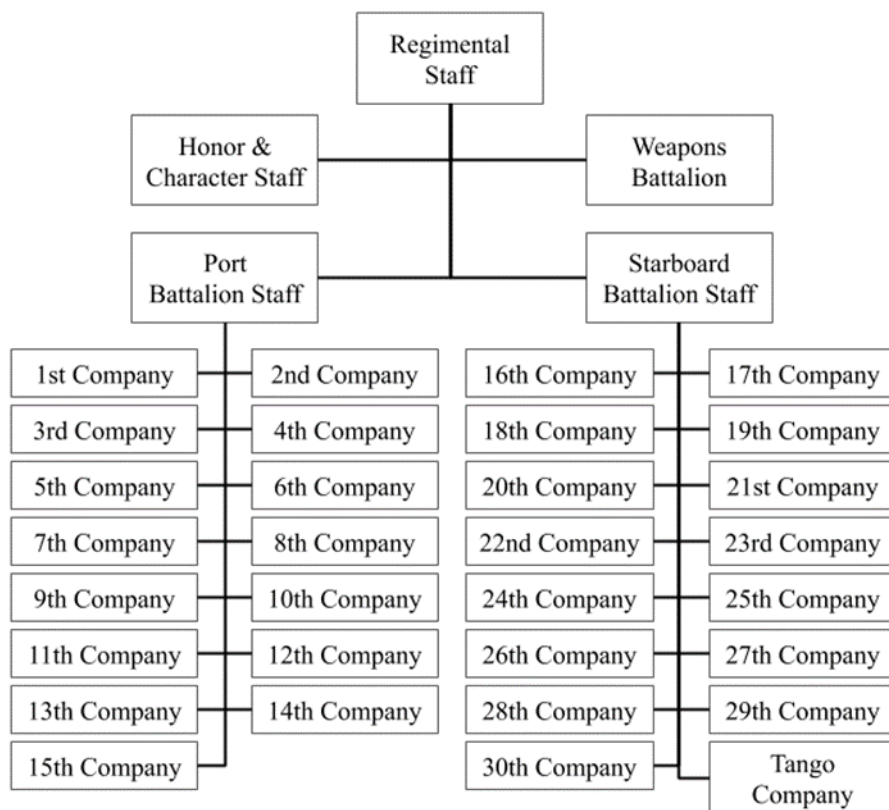 Regimental
Staff
Honor &
Character Staff
Weapons
Battalion
Port
Battalion Staff
Starboard
Battalion Staff
1st Company
2nd Company
3rd Company
4th Company
5th Company
6th Company
7th Company
8th Company
9th Company
10th Company
11th Company
12th Company
13th Company
14th Company
15th Company
16th Company
17th Company
18th Company
19th Company
20th Company
21st Company
22nd Company
23rd Company
24th Company
25th Company
26th Company
27th Company
28th Company
29th Company
30th Company
Tango
Company